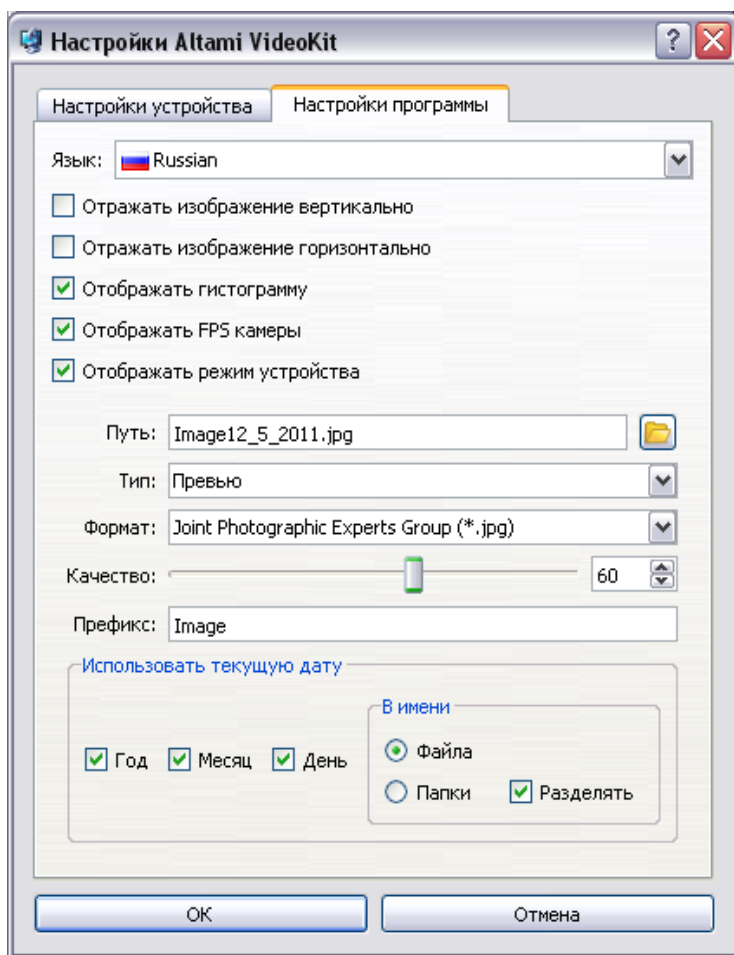 Настройки Altami VideoKit
Настройки устройства Настройки программы
Язык: Russian
Отражать изображение вертикально
Отражать изображение горизонтально
Отображать гистограмму
Отображать FPS камеры
Отображать режим устройства
Путь: Image12_5_2011.jpg
Тип: Превью
Формат: Joint Photographic Experts Group (*.jpg)
Качество: 60
Префикс: Image
Использовать текущую дату
В имени
Год Месяц День Файла
Папки Разделять
ОК Отмена